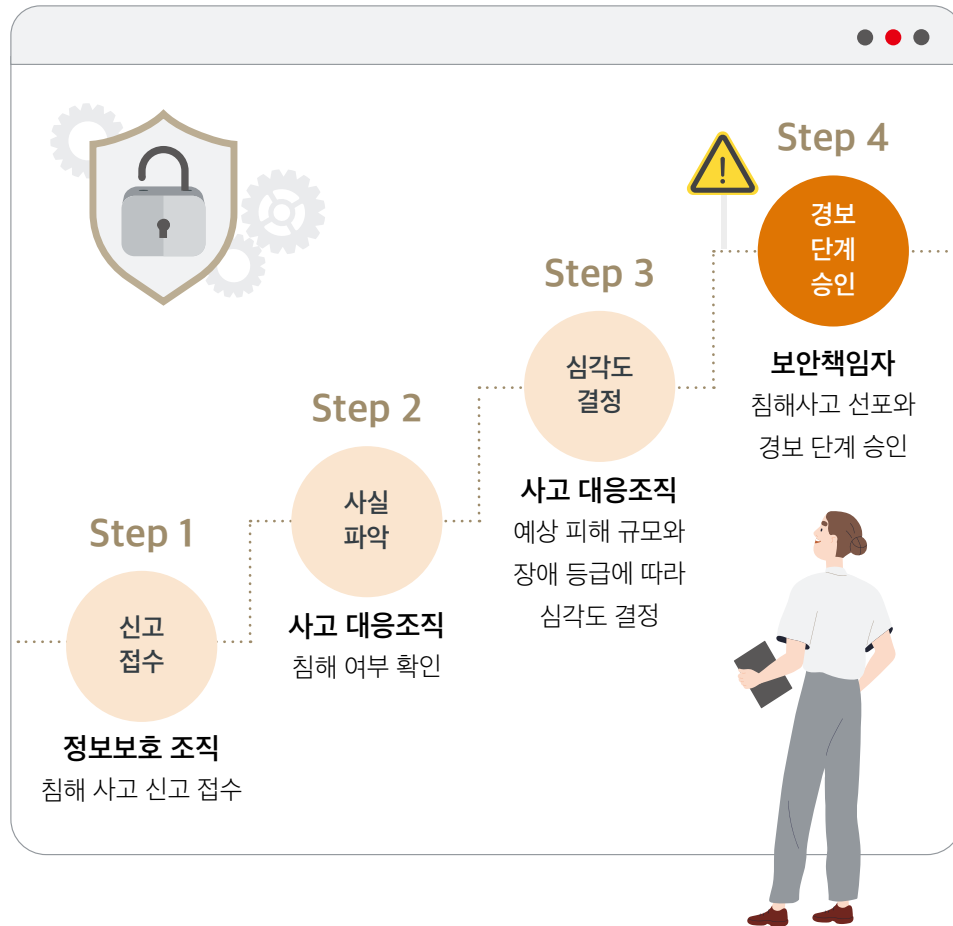 Step 1
신고
접수
정보보호 조직
침해 사고 신고 접수
Step 2
사실
파악
사고 대응조직
침해 여부 확인
Step 3
심각도
결정
사고 대응조직
예상 피해 규모와
장애 등급에 따라
심각도 결정
Step 4
경보
단계
승인
보안책임자
침해사고 선포와
경보 단계 승인